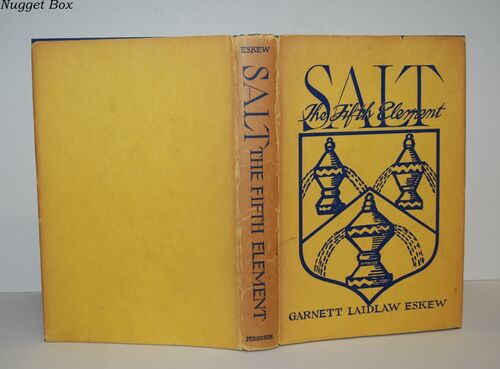 Nugget Box
ESKEW
SALT THE FIFTH ELEMENT
FERGUSON
SALT
The Fifth Element
GARNETT LAIDLAW ESKEW